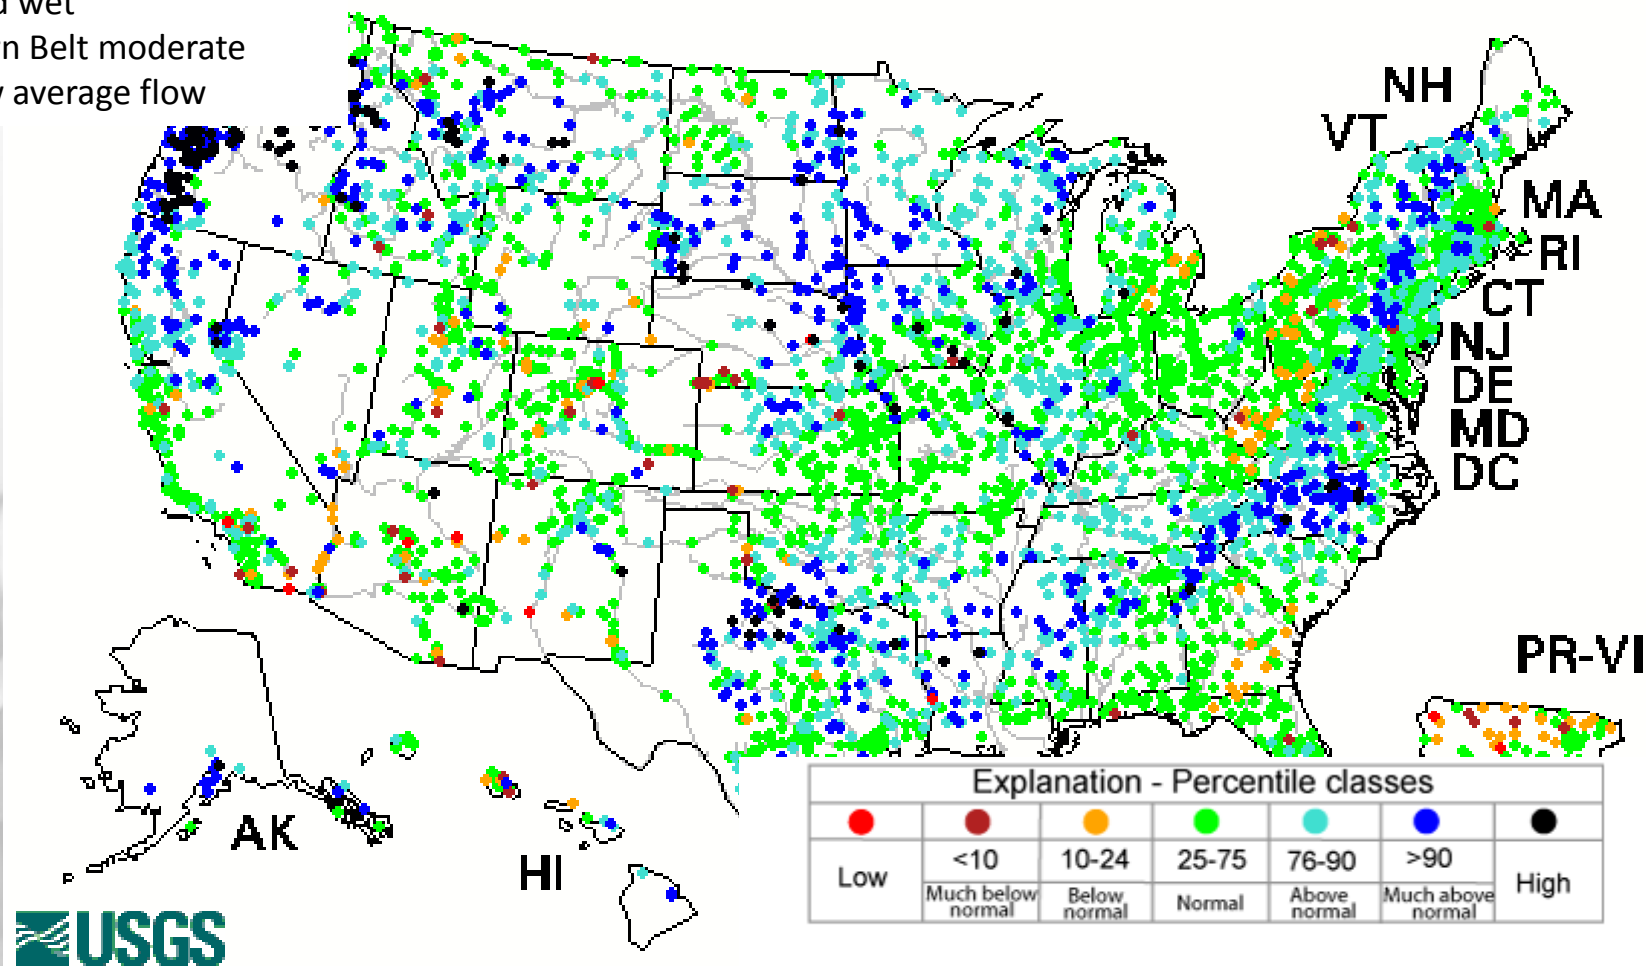 d wet
n Belt moderate
average flow
NH
VT
MA
RI
CT
NJ
DE
MD
DC
PR-VI
AK
HI
Explanation - Percentile classes
Low
<10
10-24
25-75
76-90
>90
High
Much below normal
Below normal
Normal
Above normal
Much above normal
USGS